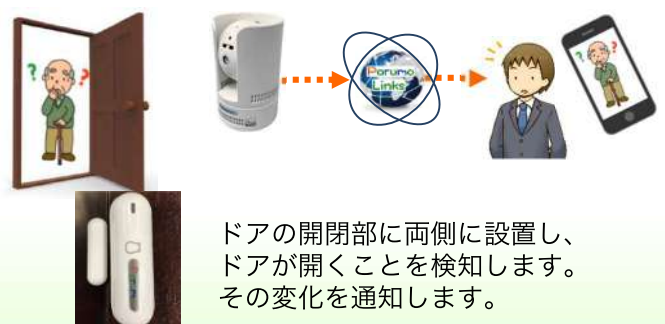 ? ?
Porumo
Links
? ?
ドアの開閉部に両側に設置し、
ドアが開くことを検知します。
その変化を通知します。